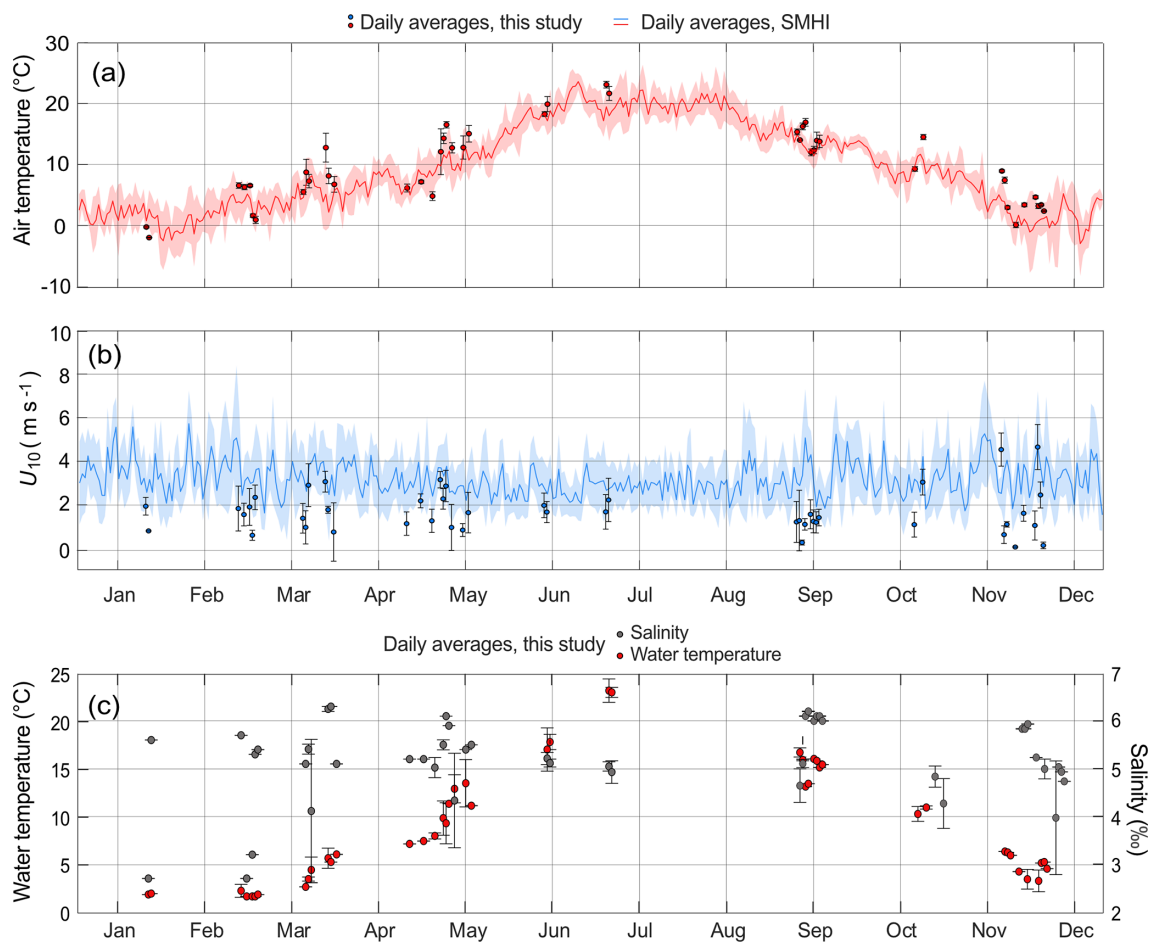 Daily averages, this study Daily averages, SMHI
(a)
Air temperature (°C)
30
20
10
0
-10
(b)
U10 ( m s-1 )
10
8
6
4
2
0
Jan Feb Mar Apr May Jun Jul Aug Sep Oct Nov Dec
Daily averages, this study
Salinity
Water temperature
(c)
Water temperature (°C)
25
20
15
10
5
0
7
6
5
4
3
2
Salinity (‰)
Jan Feb Mar Apr May Jun Jul Aug Sep Oct Nov Dec